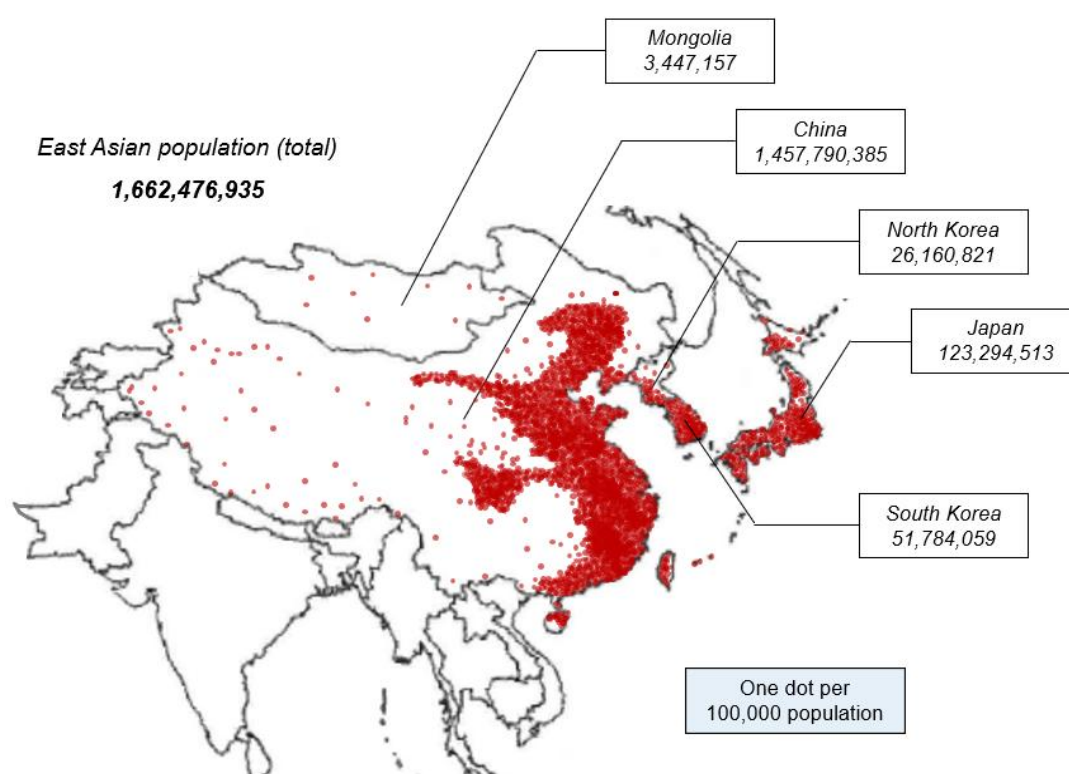 Mongolia
3,447,157
China
1,457,790,385
East Asian population (total)
1,662,476,935
North Korea
26,160,821
Japan
123,294,513
South Korea
51,784,059
One dot per
100,000 population